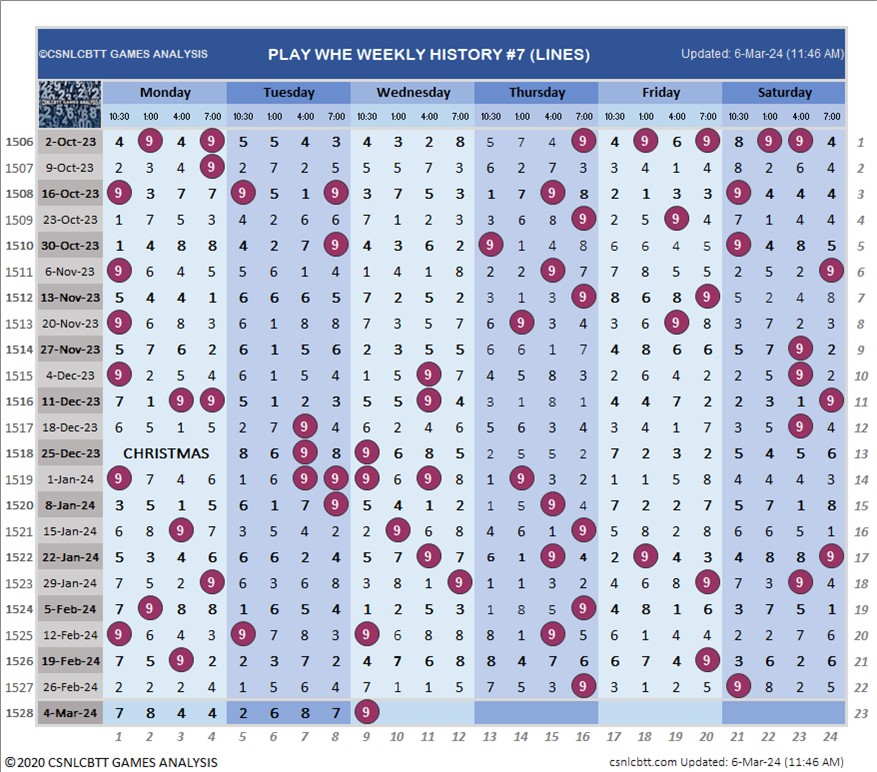 ©CSNLCBTT GAMES ANALYSIS PLAY WHE WEEKLY HISTORY #7 (LINES) Updated: 6-Mar-24 (11:46 AM)
CSNLCBTT GAMES ANALYSIS Monday Tuesday Wednesday Thursday Friday Saturday
10:30 1:00 4:00 7:00 10:30 1:00 4:00 7:00 10:30 1:00 4:00 7:00 10:30 1:00 4:00 7:00 10:30 1:00 4:00 7:00 10:30 1:00 4:00 7:00
1506 2-Oct-23 4 9 4 9 5 5 4 3 4 3 2 8 5 7 4 9 4 9 6 9 8 9 9 4 1
1507 9-Oct-23 2 3 4 9 2 7 2 5 5 5 7 3 6 2 7 3 3 4 1 4 8 2 6 4 2
1508 16-Oct-23 9 3 7 7 9 5 1 9 3 7 5 3 1 7 9 8 2 1 3 3 9 4 4 4 3
1509 23-Oct-23 1 7 5 3 4 2 6 6 7 1 2 3 3 6 8 9 2 5 9 4 7 1 4 4 4
1510 30-Oct-23 1 4 8 8 4 2 7 9 4 3 6 2 9 1 4 8 6 6 4 5 9 4 8 5 5
1511 6-Nov-23 9 6 4 5 5 6 1 4 1 4 1 8 2 2 9 7 7 8 5 5 2 5 2 9 6
1512 13-Nov-23 5 4 4 1 6 6 6 5 7 2 5 2 3 1 3 9 8 6 8 9 5 2 4 8 7
1513 20-Nov-23 9 6 8 3 6 1 8 8 7 3 5 7 6 9 3 4 3 6 9 8 3 7 2 3 8
1514 27-Nov-23 5 7 6 2 6 1 5 6 2 3 5 5 6 6 1 7 4 8 6 6 5 7 9 2 9
1515 4-Dec-23 9 2 5 4 6 1 5 4 1 5 9 7 4 5 8 3 2 6 4 2 2 5 9 2 10
1516 11-Dec-23 7 1 9 9 5 1 2 3 5 5 9 4 3 1 8 1 4 4 7 2 2 3 1 9 11
1517 18-Dec-23 6 5 1 5 2 7 9 4 6 2 4 6 5 6 3 4 3 4 1 7 3 5 9 4 12
1518 25-Dec-23 CHRISTMAS 8 6 9 8 9 6 8 5 2 5 5 2 7 2 3 2 5 4 5 6 13
1519 1-Jan-24 9 7 4 6 1 6 9 9 9 6 9 1 1 9 3 2 1 1 5 8 4 4 3 4 14
1520 8-Jan-24 3 5 1 5 6 1 7 9 5 4 1 2 1 5 9 4 7 2 2 7 5 7 1 8 15
1521 15-Jan-24 6 8 9 7 3 5 4 2 2 9 6 8 4 6 1 9 5 8 2 8 6 6 5 1 16
1522 22-Jan-24 5 3 4 6 6 6 2 4 5 7 9 7 6 1 9 4 2 9 4 3 4 8 8 9 17
1523 29-Jan-24 7 5 2 9 6 3 6 8 3 8 1 9 1 1 3 2 4 6 8 9 7 3 9 4 18
1524 5-Feb-24 7 9 8 8 1 6 5 4 1 2 5 3 1 8 5 9 4 8 1 6 3 7 5 1 19
1525 12-Feb-24 9 6 4 3 9 7 8 3 9 6 8 8 8 1 9 5 6 1 4 4 2 2 7 6 20
1526 19-Feb-24 7 5 9 2 2 3 7 2 4 7 6 8 8 4 7 6 6 7 4 9 3 6 2 6 21
1527 26-Feb-24 2 2 2 4 1 5 6 4 7 1 1 5 7 5 3 9 3 1 2 5 9 8 2 5 22
1528 4-Mar-24 7 8 4 4 2 6 8 7 9 23
1 2 3 4 5 6 7 8 9 10 11 12 13 14 15 16 17 18 19 20 21 22 23 24
©2020 CSNLCBTT GAMES ANALYSIS csnlcbtt.com Updated: 6-Mar-24 (11:46 AM)